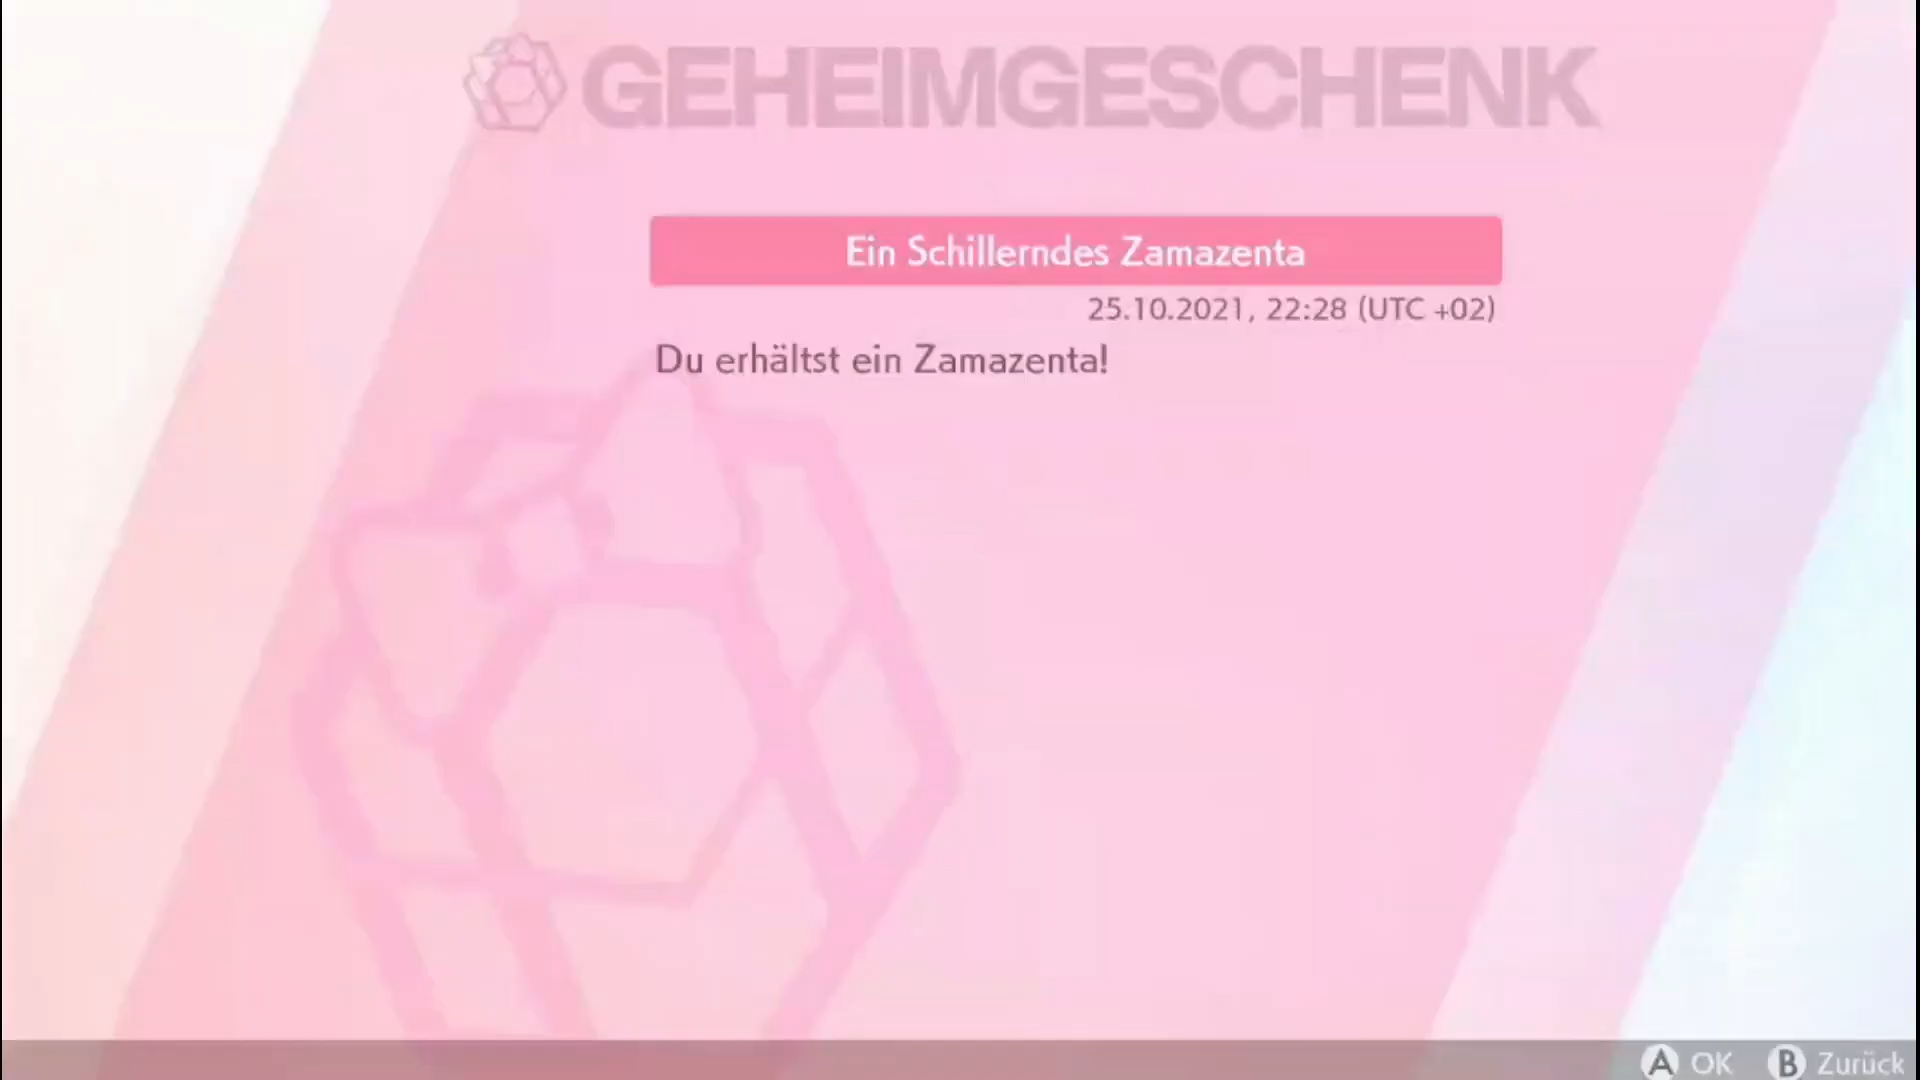 GEHEIMGESCHENK
Ein Schillerndes Zamazenta
25.10.2021, 22:28 (UTC +02)
Du erhältst ein Zamazenta!
A OK B Zurück